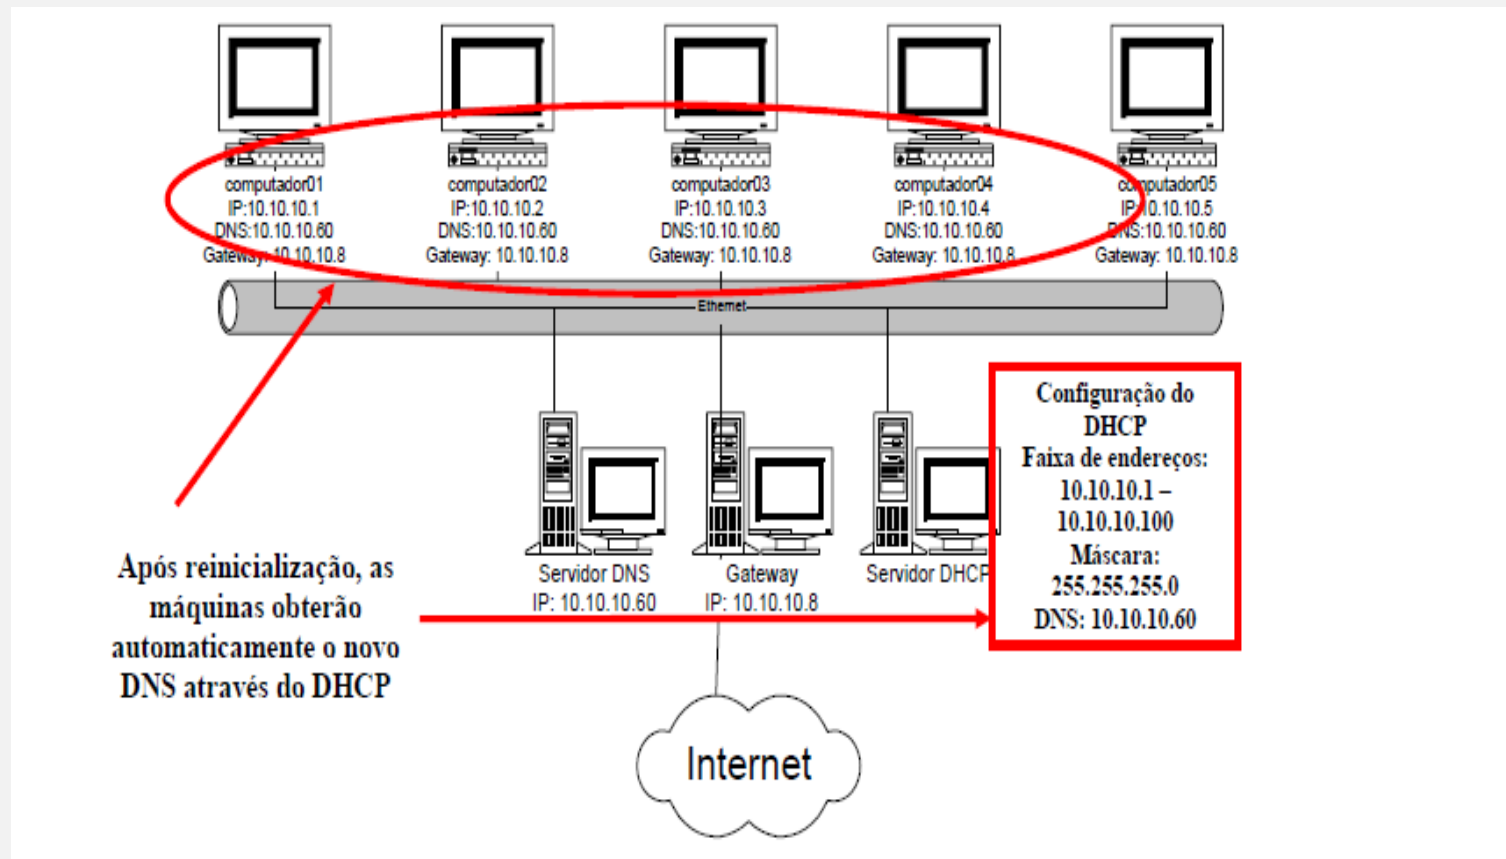 computador01
IP:10.10.10.1
DNS:10.10.10.60
Gateway: 10.10.10.8
computador02
IP:10.10.10.2
DNS:10.10.10.60
Gateway: 10.10.10.8
computador03
IP:10.10.10.3
DNS:10.10.10.60
Gateway: 10.10.10.8
computador04
IP:10.10.10.4
DNS:10.10.10.60
Gateway: 10.10.10.8
computador05
IP:10.10.10.5
DNS:10.10.10.60
Gateway: 10.10.10.8
Ethernet
Servidor DNS
IP: 10.10.10.60
Gateway
IP: 10.10.10.8
Servidor DHCP
Configuração do
DHCP
Faixa de endereços:
10.10.10.1 –
10.10.10.100
Máscara:
255.255.255.0
DNS: 10.10.10.60
Após reinicialização, as
máquinas obterão
automaticamente o novo
DNS através do DHCP
Internet